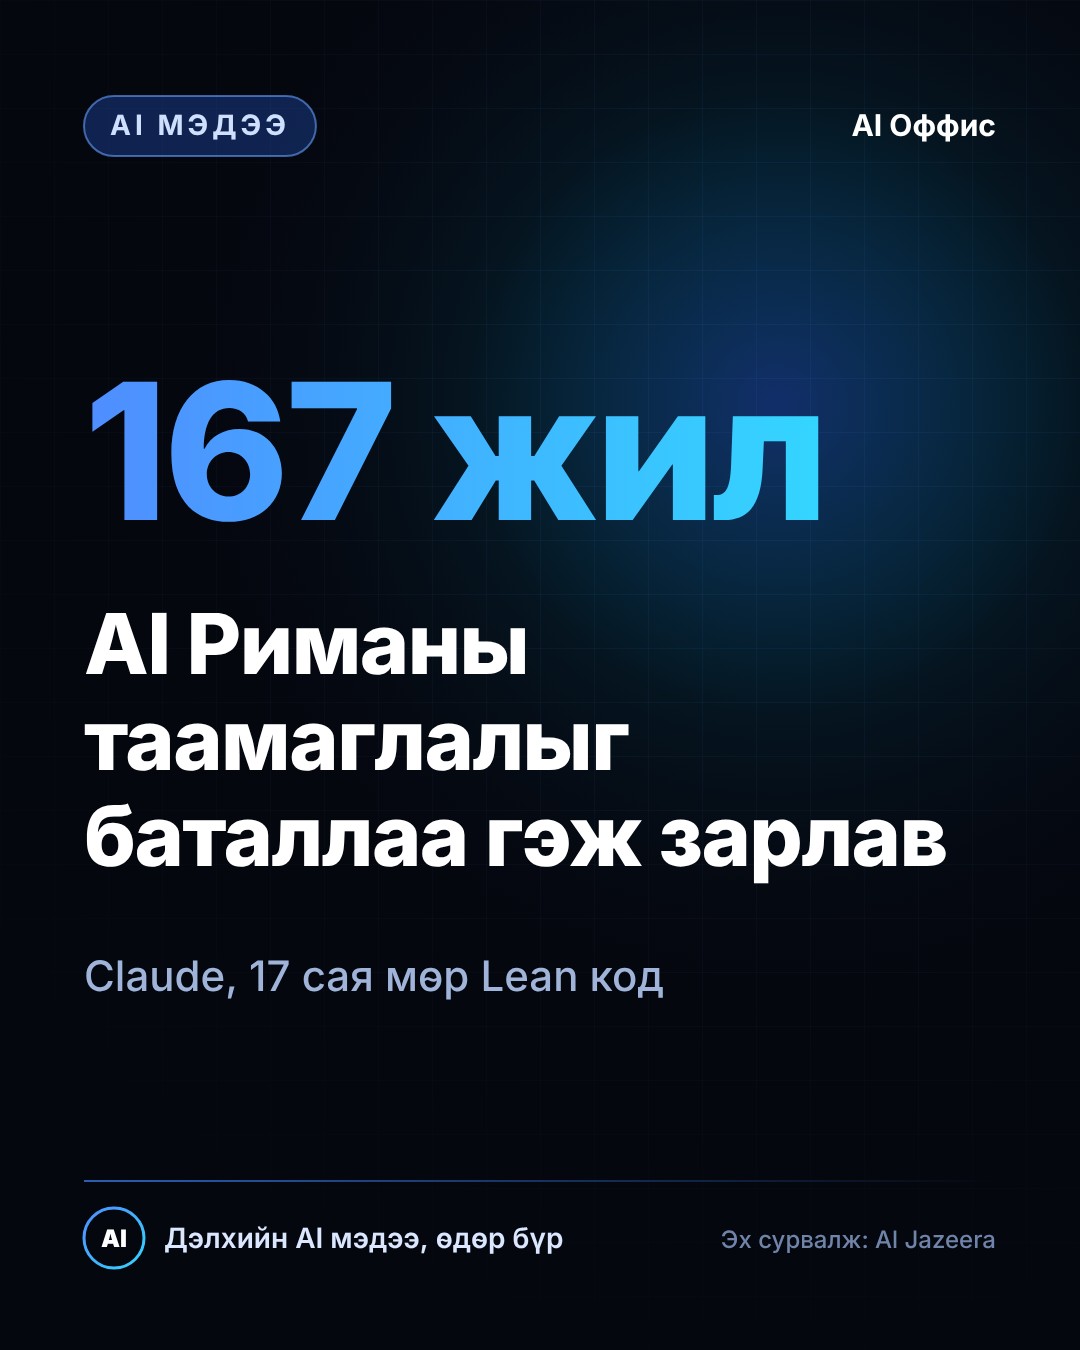 AI МЭДЭЭ
AI Оффис
167 жил
AI Риманы
таамаглалыг
баталлаа гэж зарлав
Claude, 17 сая мөр Lean код
AI
Дэлхийн AI мэдээ, өдөр бүр
Эх сурвалж: Al Jazeera